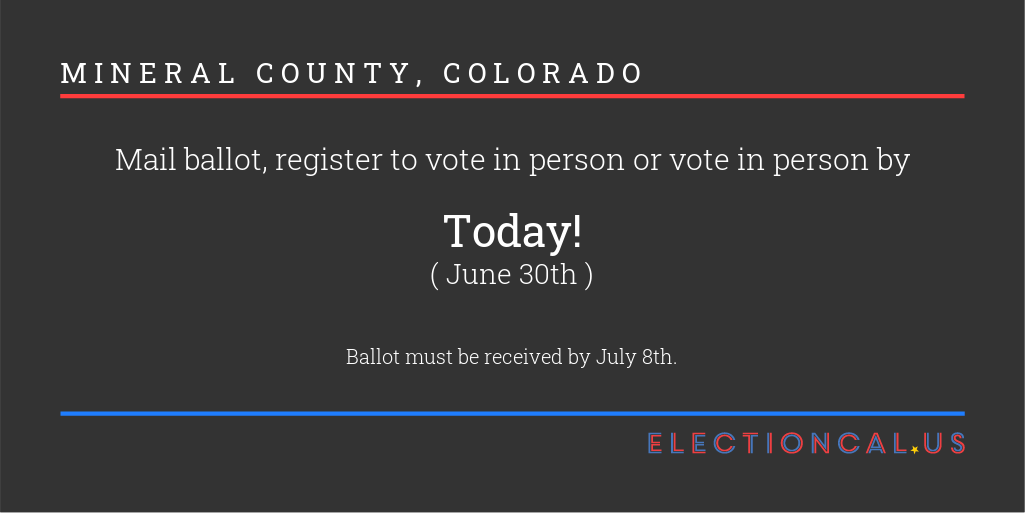 MINERAL COUNTY, COLORADO
Mail ballot, register to vote in person or vote in person by
Today!
( June 30th )
Ballot must be received by July 8th.
ELECTIONCAL.US